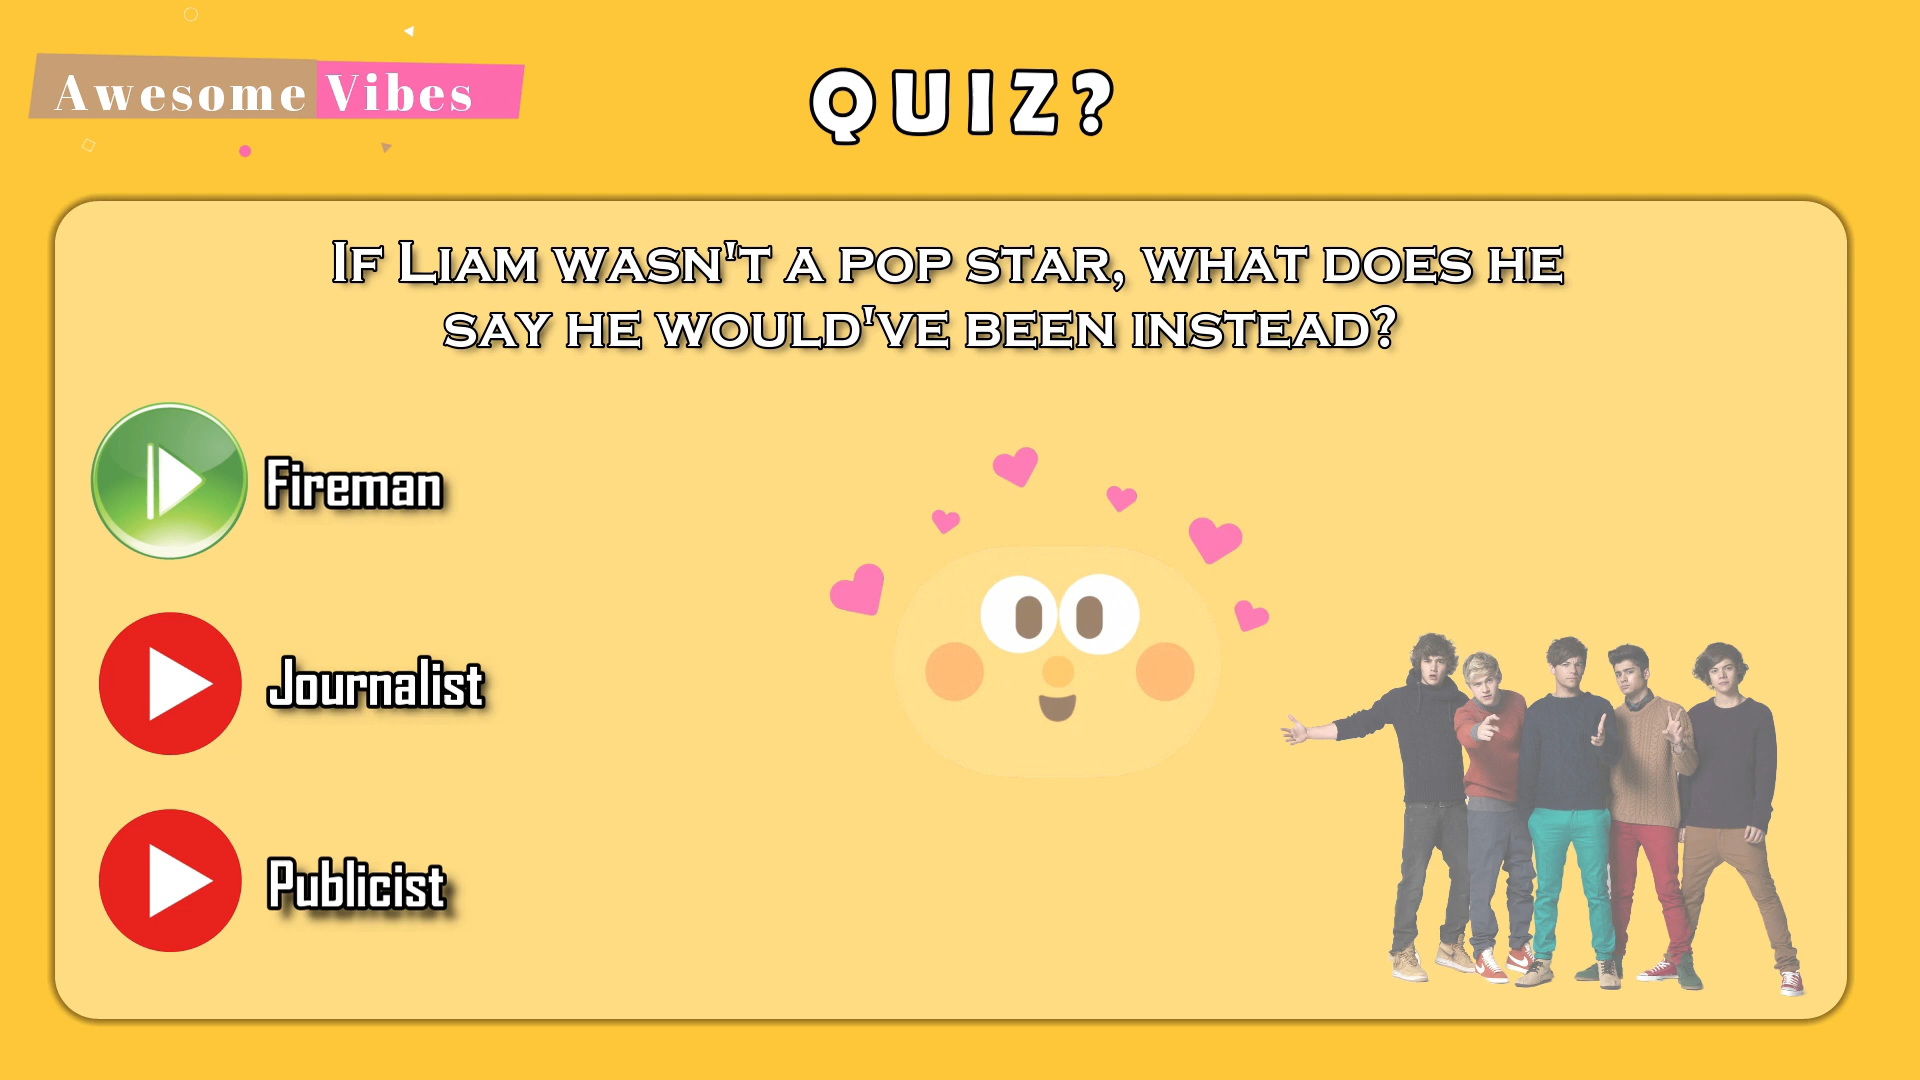 Awesome Vibes
QUIZ?
If Liam wasn't a pop star, what does he
say he would've been instead?
Fireman
Journalist
Publicist